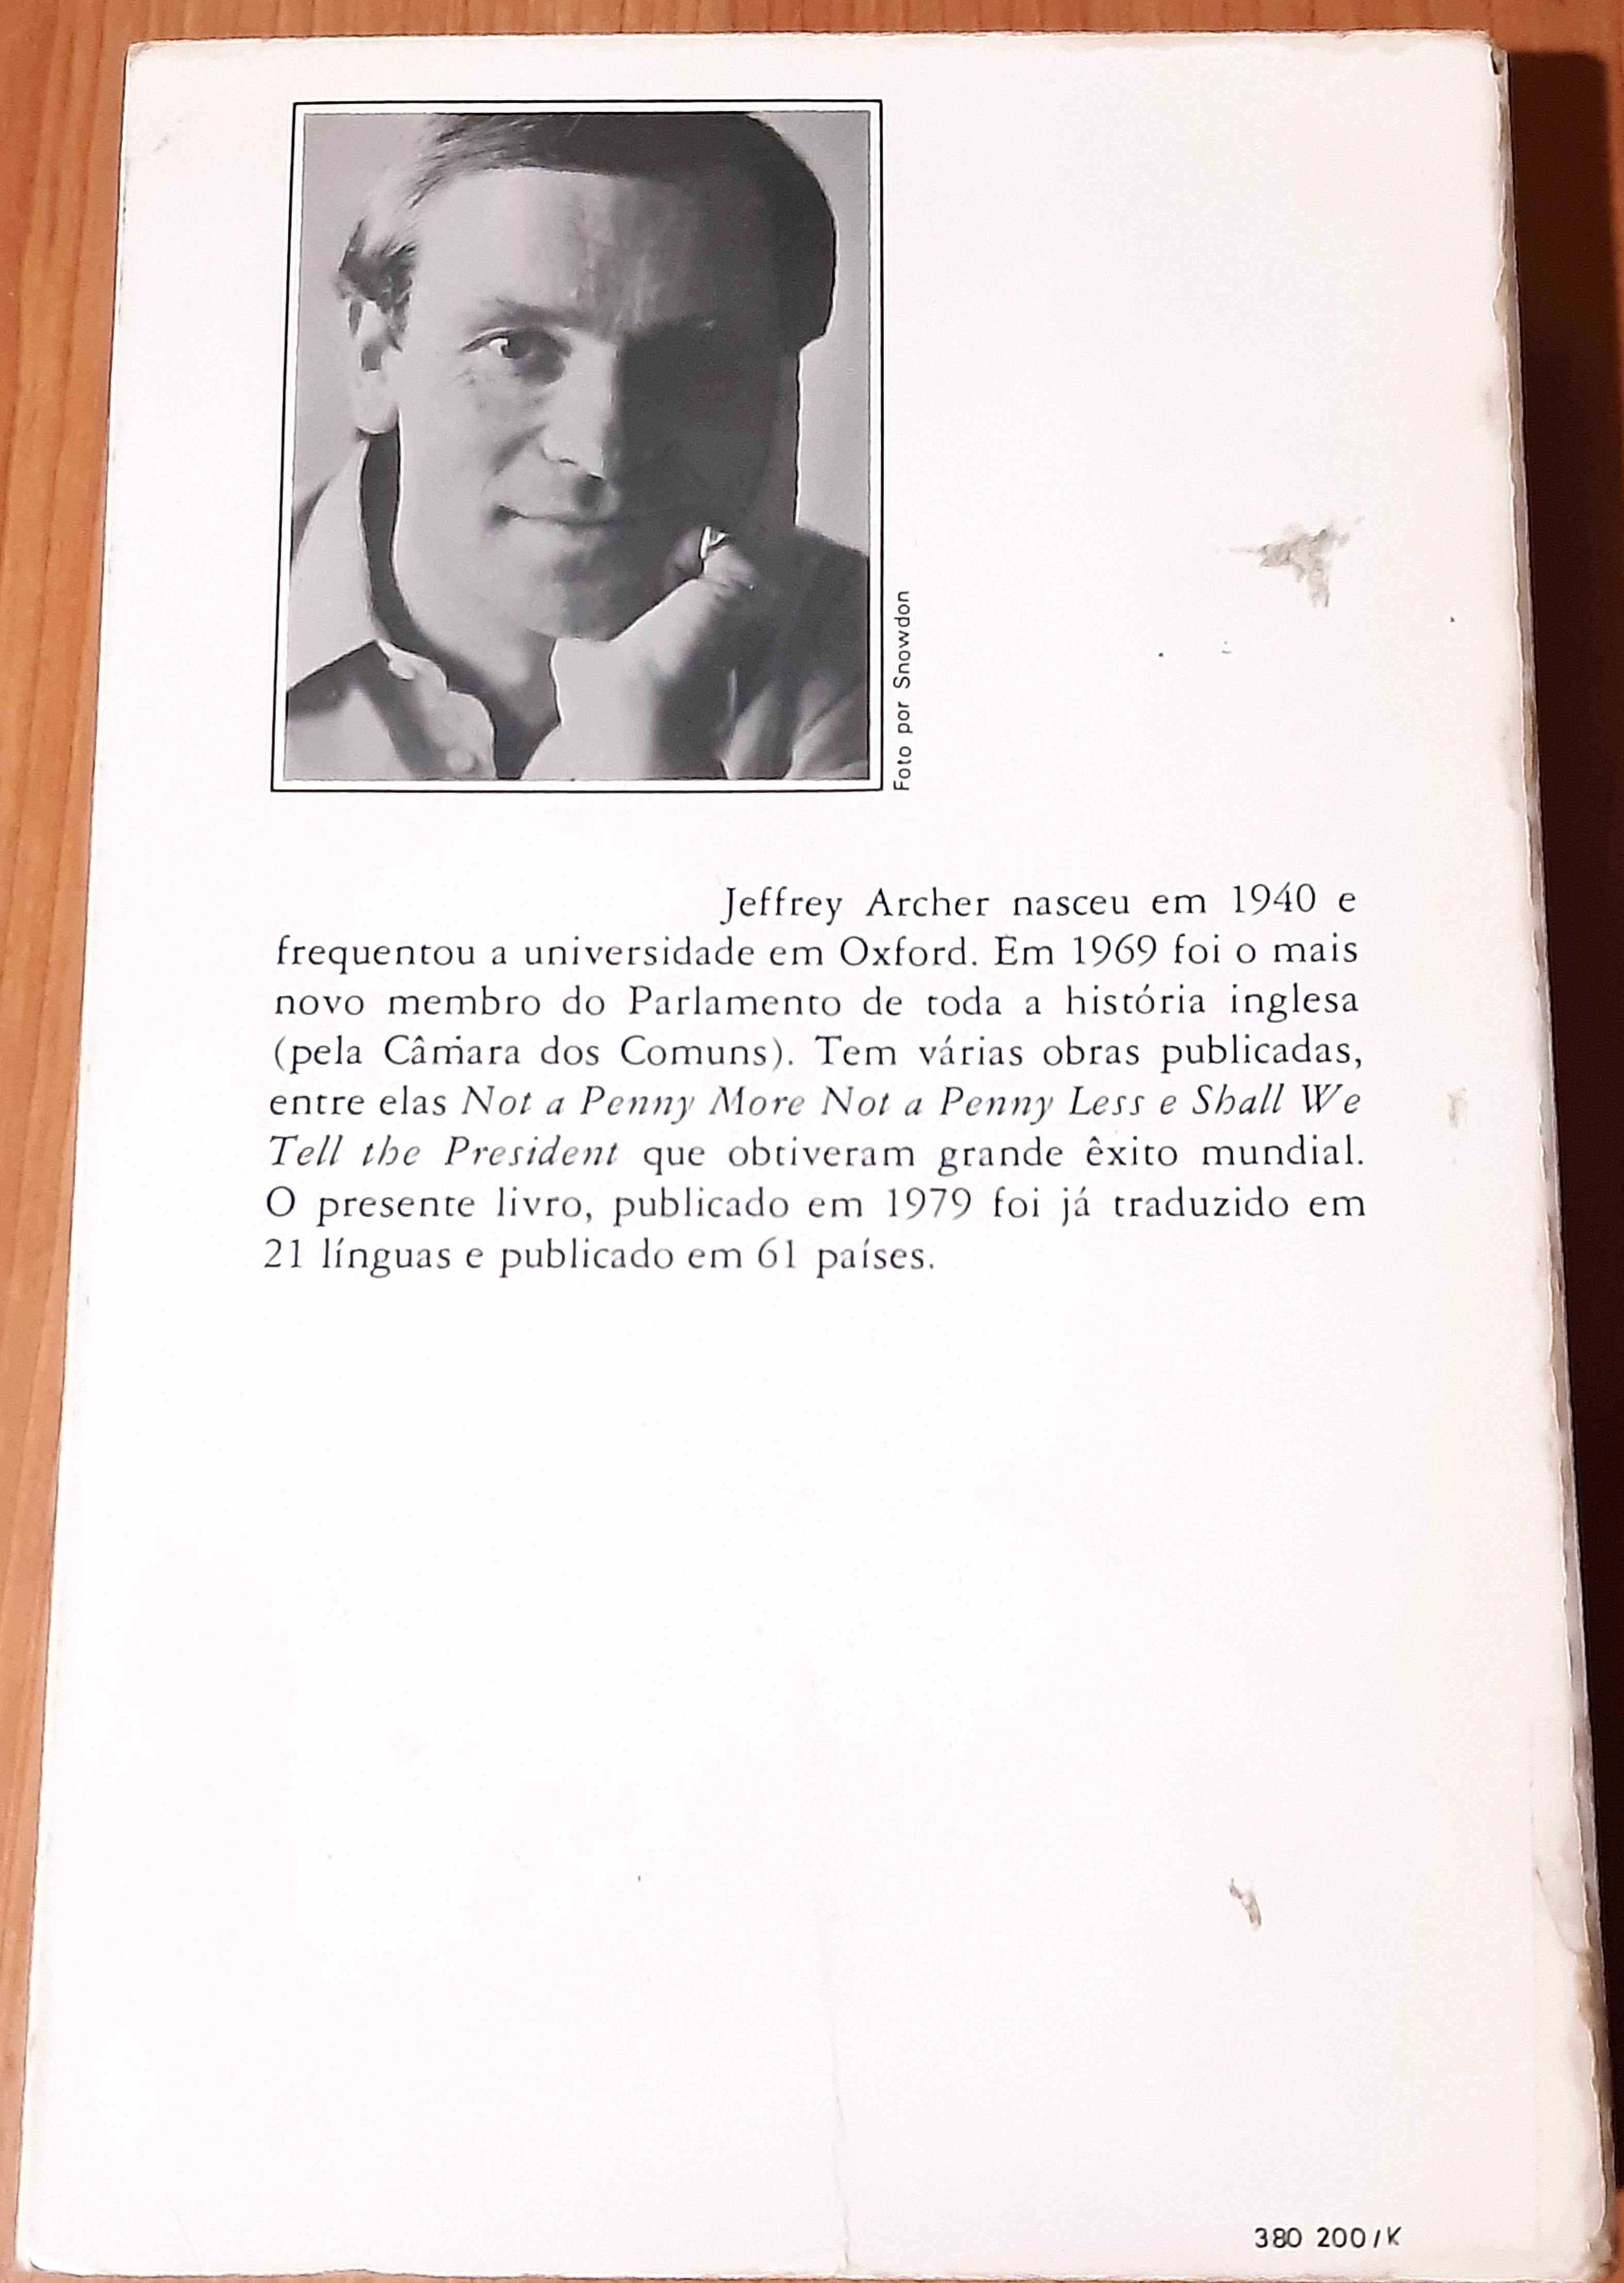 Foto por Snowdon
Jeffrey Archer nasceu em 1940 e
frequentou a universidade em Oxford. Em 1969 foi o mais
novo membro do Parlamento de toda a história inglesa
(pela Câmara dos Comuns). Tem várias obras publicadas,
entre elas Not a Penny More Not a Penny Less e Shall We
Tell the President que obtiveram grande êxito mundial.
O presente livro, publicado em 1979 foi já traduzido em
21 línguas e publicado em 61 países.
380 200/K